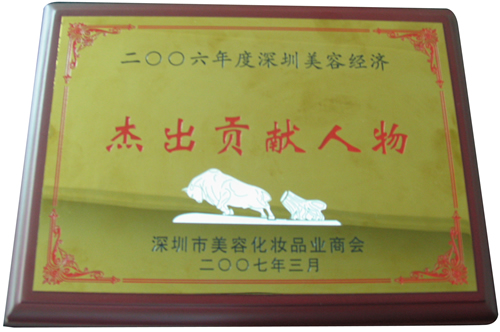 二〇〇六年度深圳美容经济
杰出贡献人物
深圳市美容化妆品业商会
二〇〇七年三月